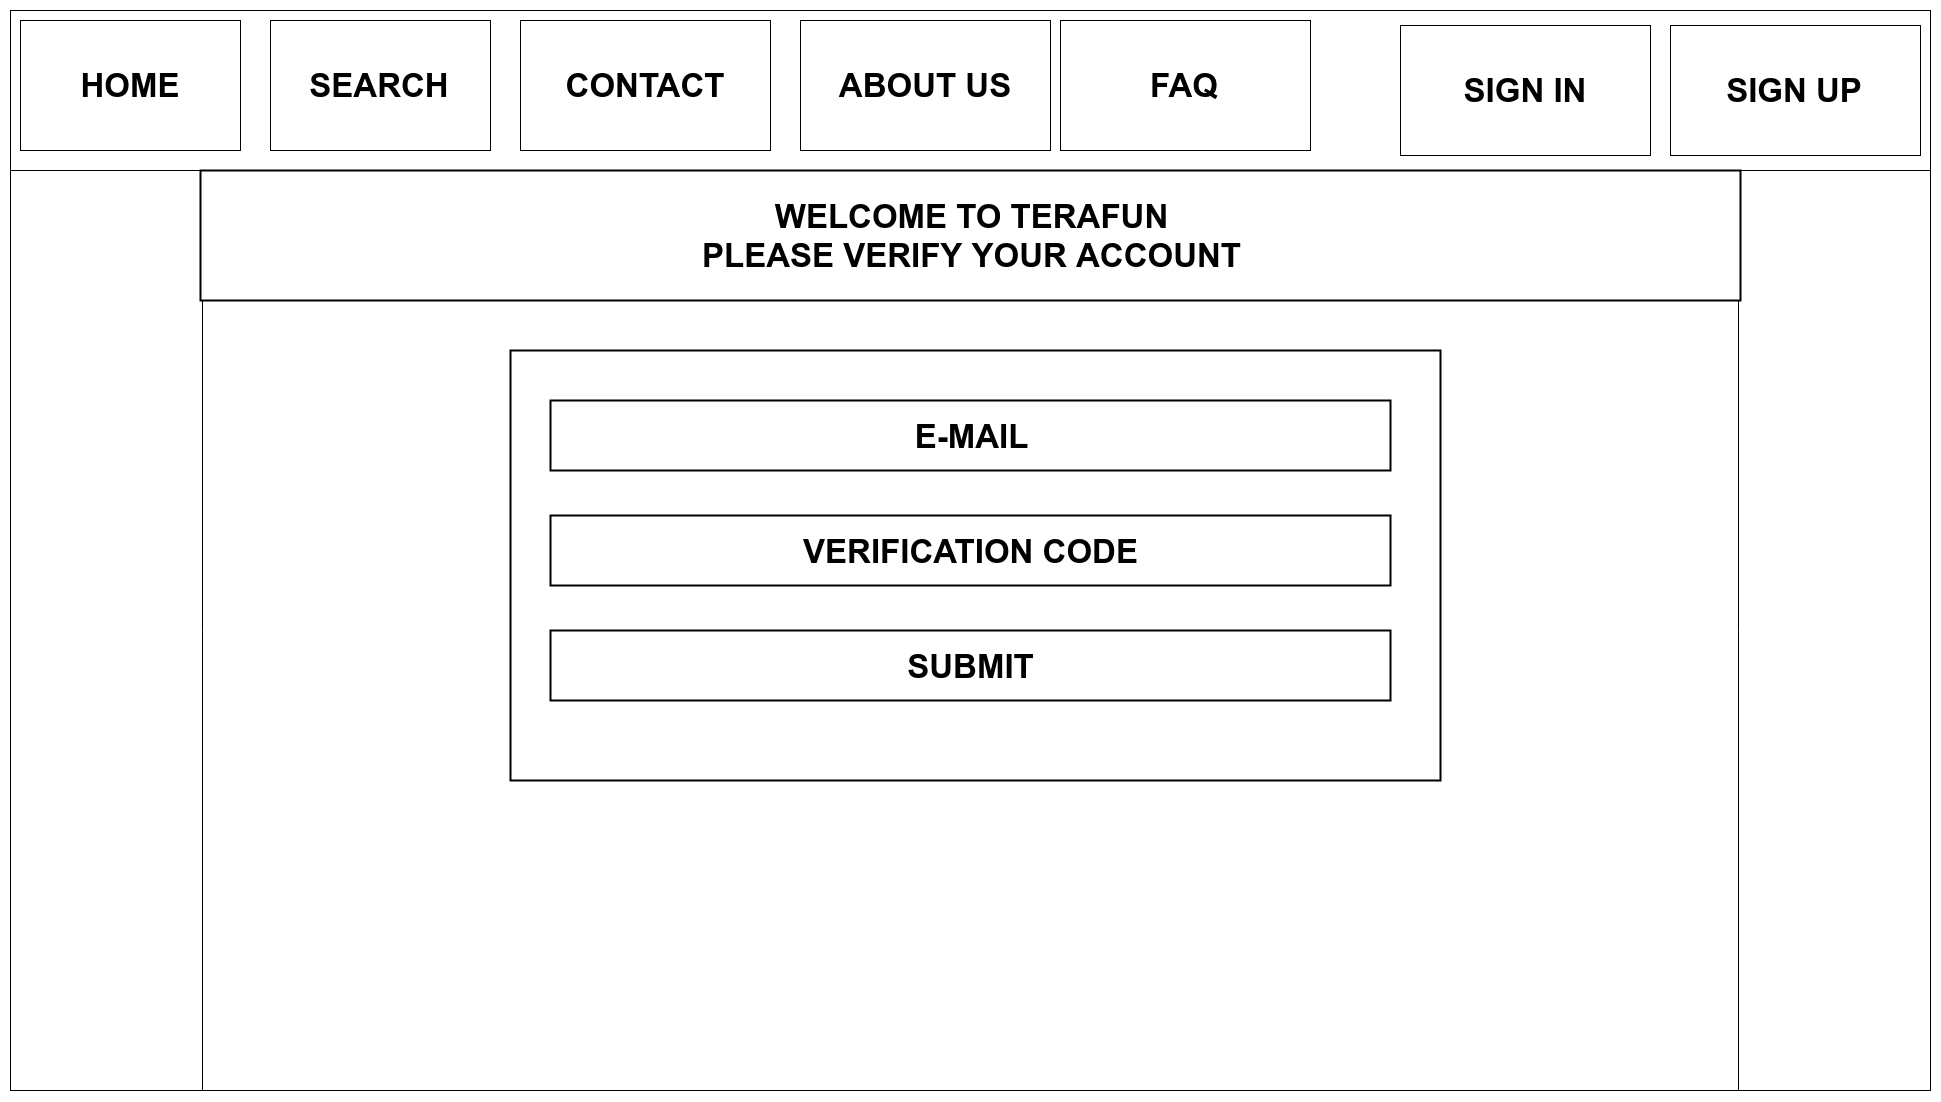 HOME
SEARCH
CONTACT
ABOUT US
FAQ
SIGN IN
SIGN UP
WELCOME TO TERAFUN
PLEASE VERIFY YOUR ACCOUNT
E-MAIL
VERIFICATION CODE
SUBMIT